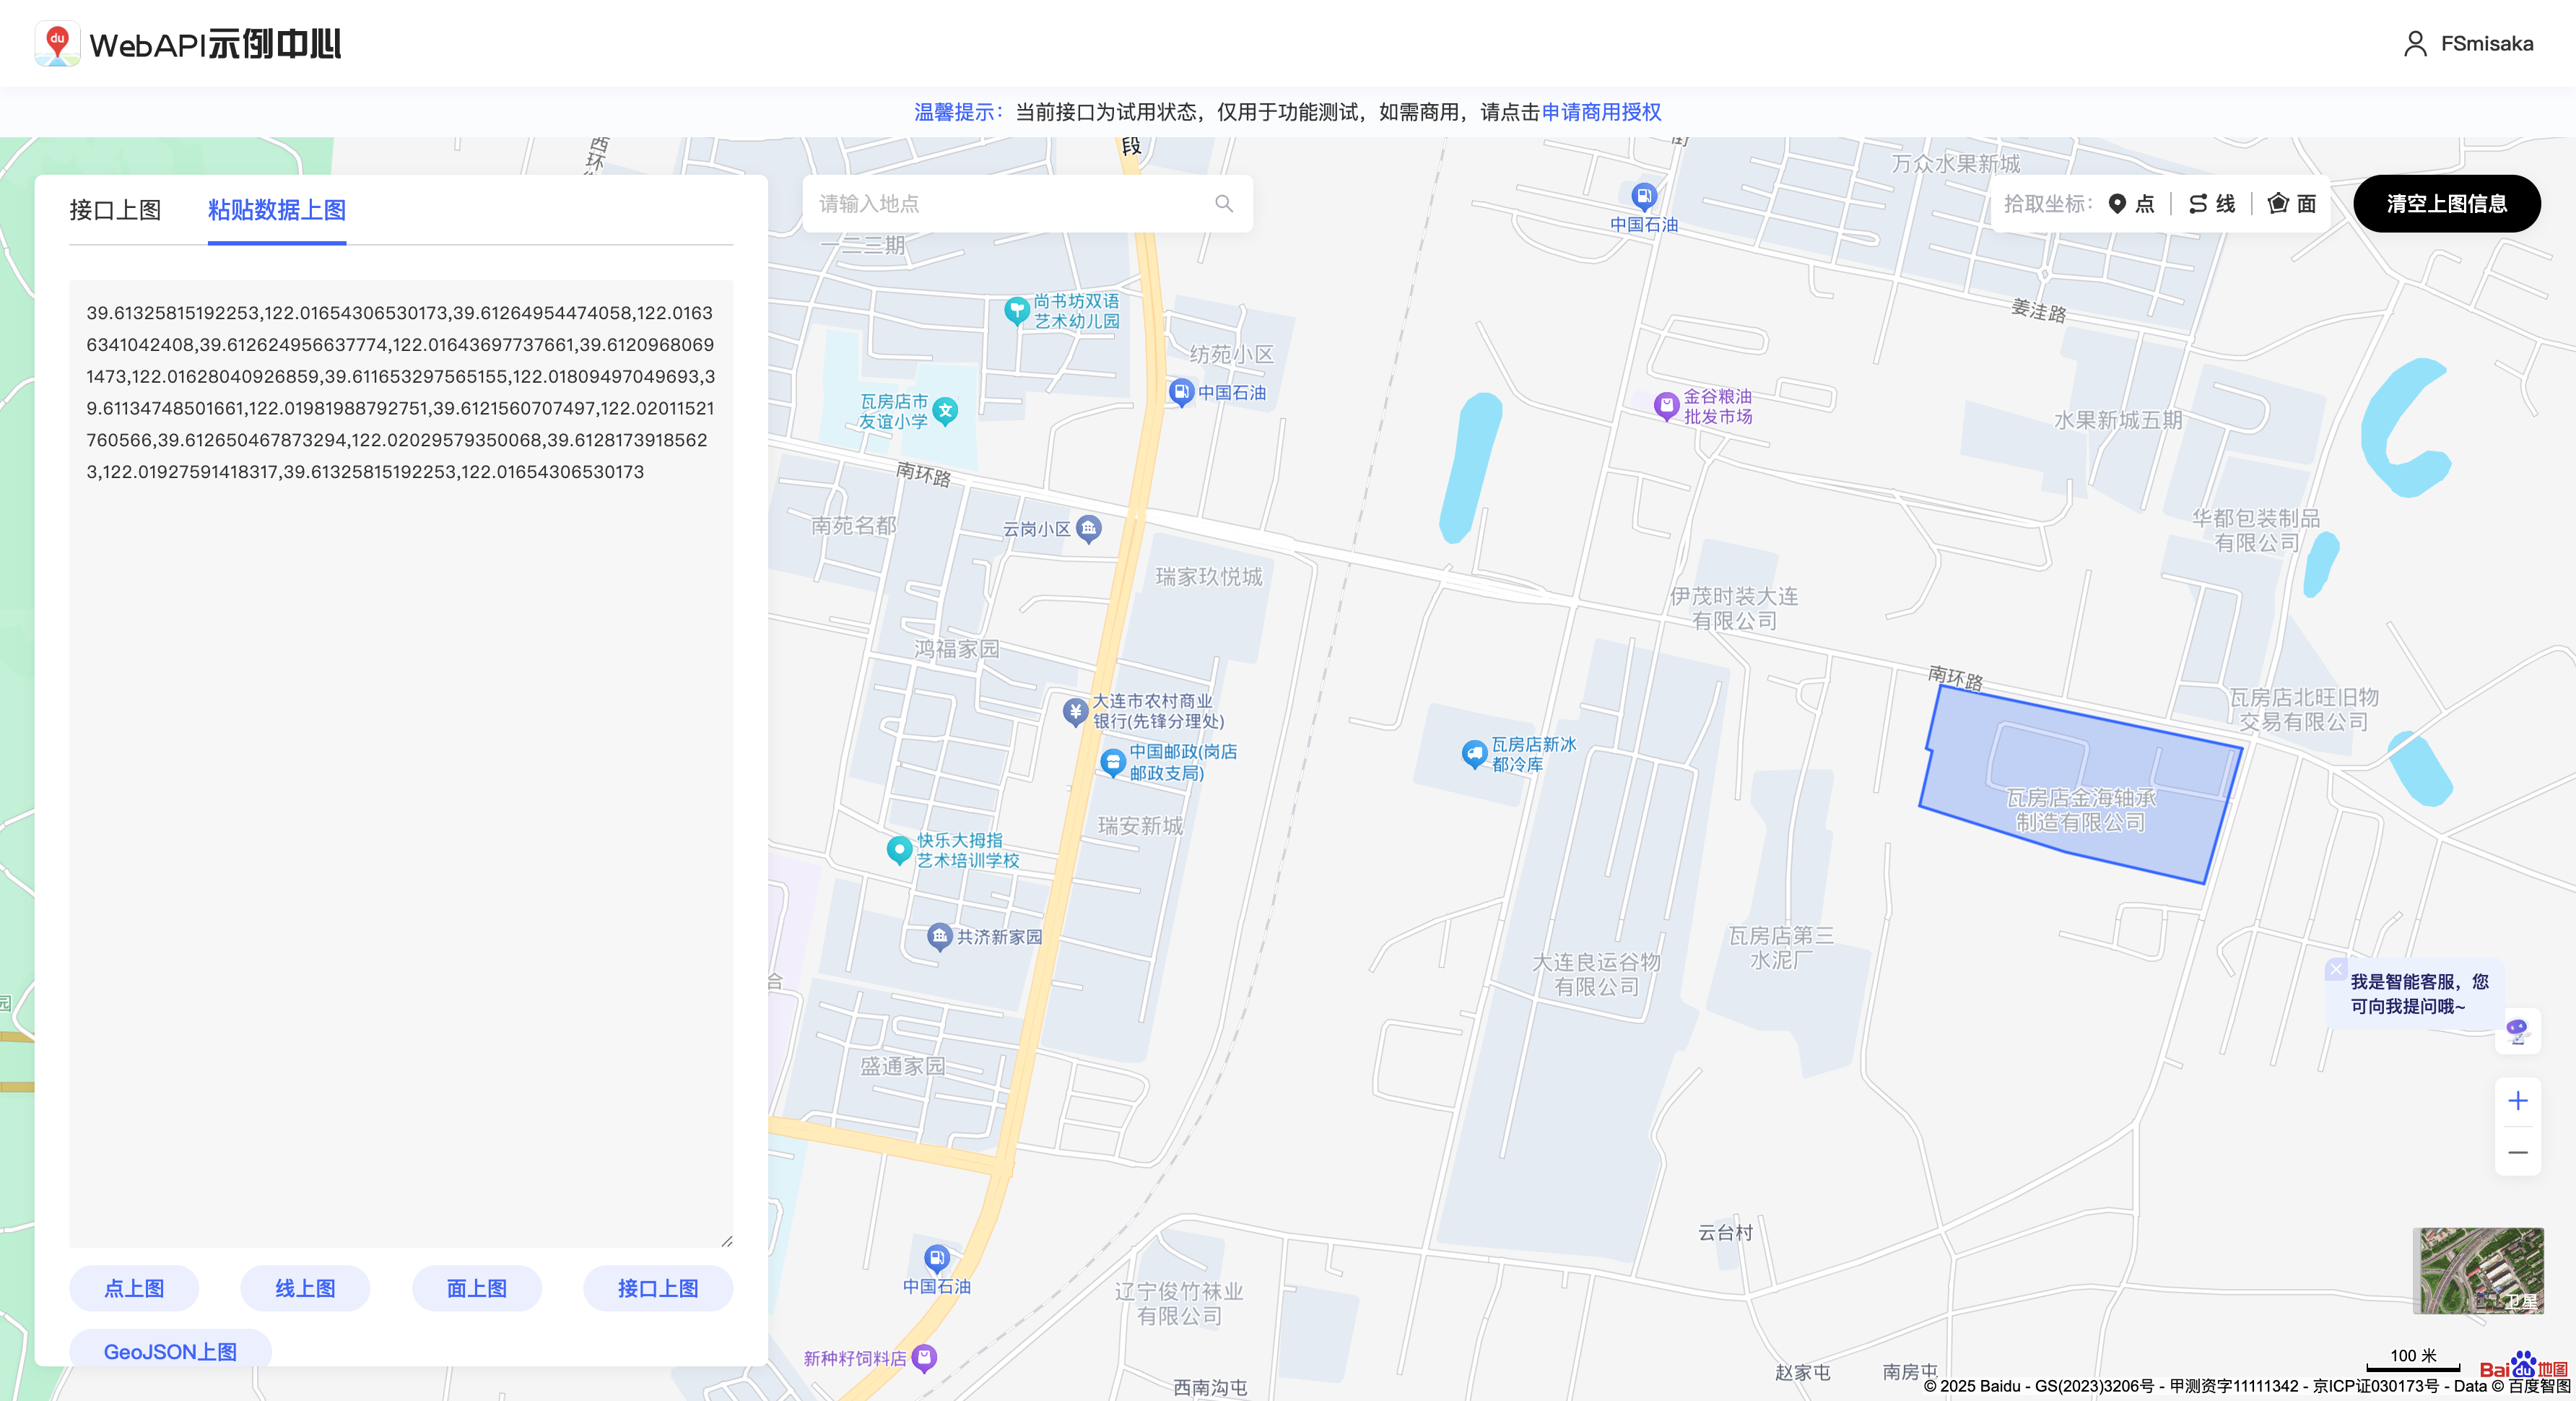 du WebAPI示例中心
FSmisaka
温馨提示：当前接口为试用状态，仅用于功能测试，如需商用，请点击申请商用授权
接口上图
粘贴数据上图
39.61325815192253,122.01654306530173,39.61264954474058,122.0163
6341042408,39.612624956637774,122.01643697737661,39.6120968069
1473,122.01628040926859,39.611653297565155,122.01809497049693,3
9.61134748501661,122.01981988792751,39.6121560707497,122.02011521
760566,39.612650467873294,122.02029579350068,39.6128173918562
3,122.01927591418317,39.61325815192253,122.01654306530173
点上图
线上图
面上图
接口上图
GeoJSON上图
请输入地点
拾取坐标：
点
线
面
清空上图信息
西环
段
街
万众水果新城
中国石油
一二三期
尚书坊双语
艺术幼儿园
姜洼路
纺苑小区
中国石油
瓦房店市
友谊小学
文
金谷粮油
批发市场
水果新城五期
南环路
南苑名都
云岗小区
华都包装制品
有限公司
瑞家玖悦城
伊茂时装大连
有限公司
鸿福家园
南环路
大连市农村商业
银行(先锋分理处)
¥
瓦房店北旺旧物
交易有限公司
中国邮政(岗店
邮政支局)
瓦房店新冰
都冷库
瓦房店金海轴承
制造有限公司
瑞安新城
快乐大拇指
艺术培训学校
共济新家园
瓦房店第三
水泥厂
大连良运谷物
有限公司
合
园
我是智能客服，您
可向我提问哦~
盛通家园
云台村
中国石油
辽宁俊竹袜业
有限公司
卫星
新种籽饲料店
西南沟屯
赵家屯
南房屯
100 米
Bai du 地图
© 2025 Baidu - GS(2023)3206号 - 甲测资字11111342 - 京ICP证030173号 - Data © 百度智图